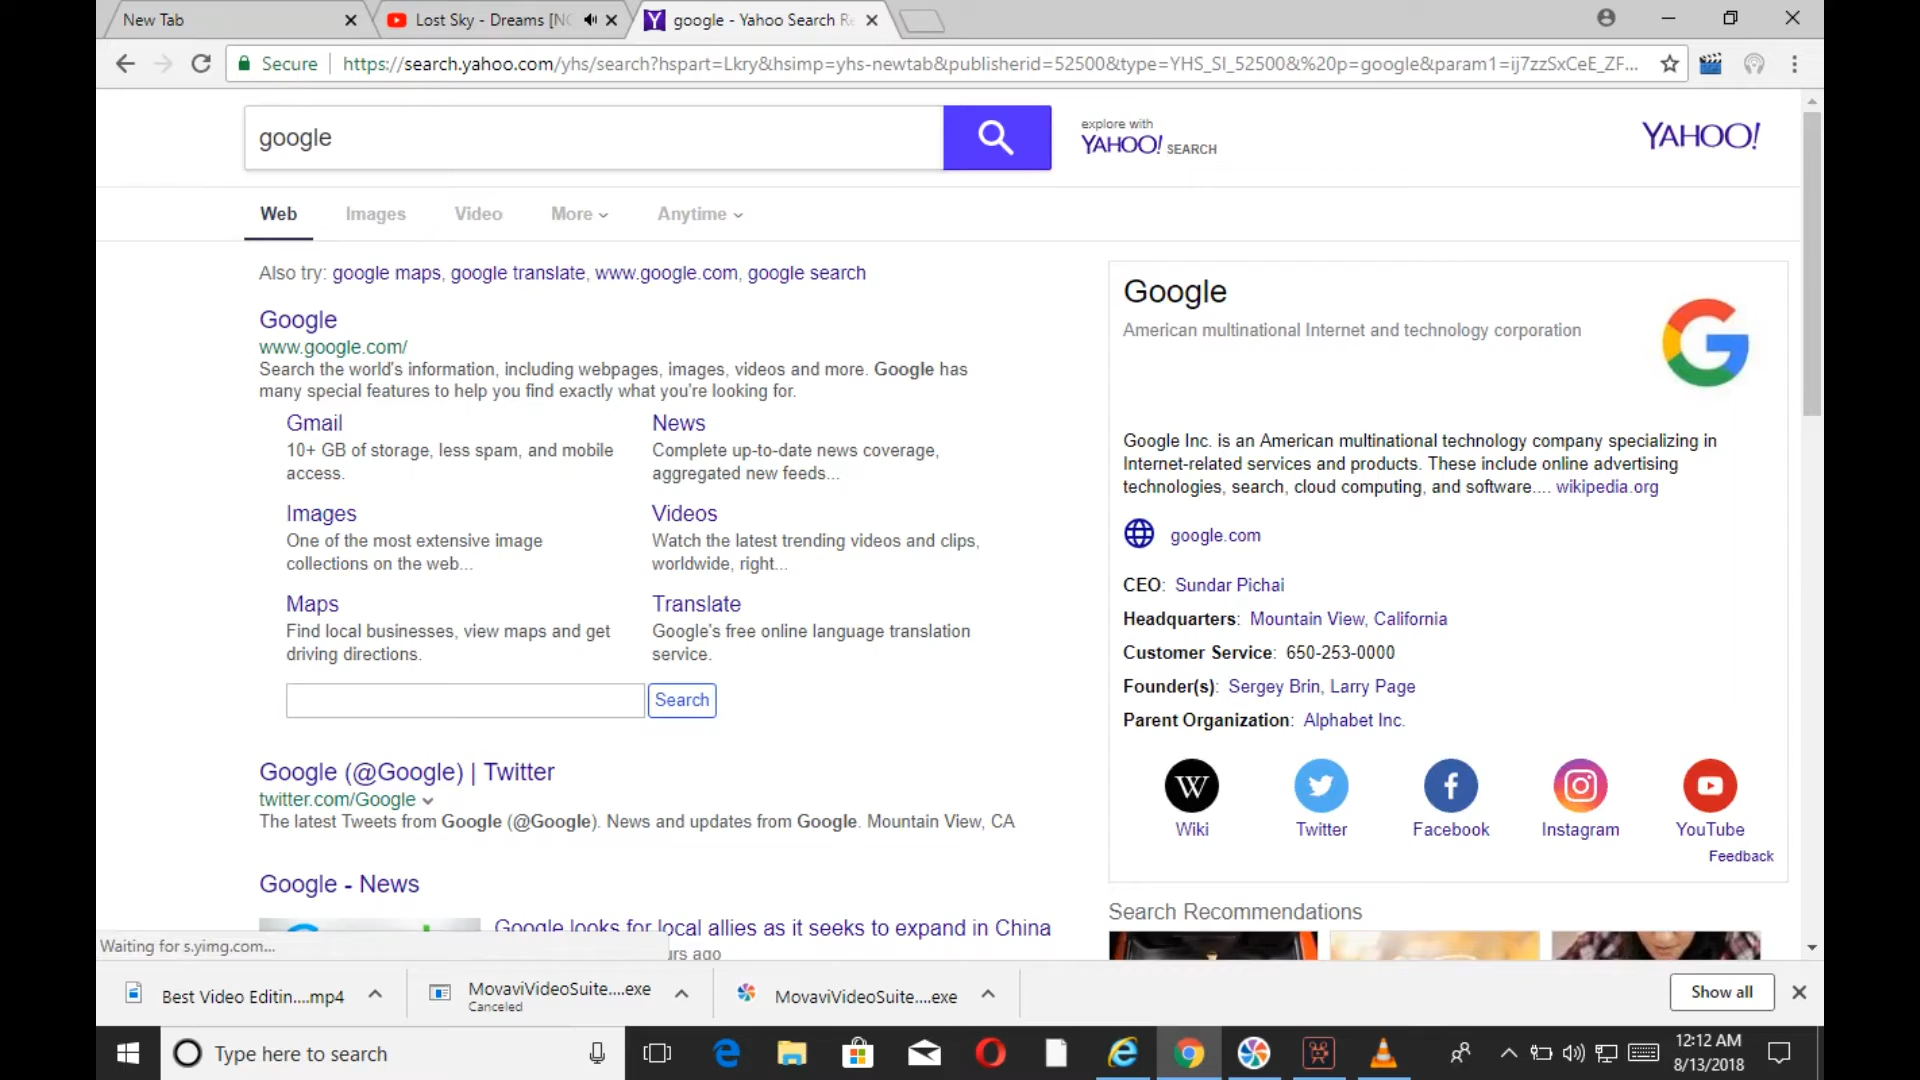 New Tab
Lost Sky - Dreams [NC
google - Yahoo Search Re
Secure
https://search.yahoo.com/yhs/search?hspart=Lkry&hsimp=yhs-newtab&publisherid=52500&type=YHS_SI_52500&%20p=google&param1=ij7zzSxCeE_ZF...
google
explore with
YAHOO! SEARCH
YAHOO!
Web
Images
Video
More
Anytime
Also try: google maps, google translate, www.google.com, google search
Google
www.google.com/
Search the world's information, including webpages, images, videos and more. Google has
many special features to help you find exactly what you're looking for.
Gmail
10+ GB of storage, less spam, and mobile
access.
News
Complete up-to-date news coverage,
aggregated new feeds...
Images
One of the most extensive image
collections on the web...
Videos
Watch the latest trending videos and clips,
worldwide, right...
Maps
Find local businesses, view maps and get
driving directions.
Translate
Google's free online language translation
service.
Search
Google (@Google) | Twitter
twitter.com/Google
The latest Tweets from Google (@Google). News and updates from Google. Mountain View, CA
Google - News
Google looks for local allies as it seeks to expand in China
urs ago
Google
American multinational Internet and technology corporation
Google Inc. is an American multinational technology company specializing in
Internet-related services and products. These include online advertising
technologies, search, cloud computing, and software.... wikipedia.org
google.com
CEO: Sundar Pichai
Headquarters: Mountain View, California
Customer Service: 650-253-0000
Founder(s): Sergey Brin, Larry Page
Parent Organization: Alphabet Inc.
W
Wiki
Twitter
Facebook
Instagram
YouTube
Feedback
Search Recommendations
Waiting for s.yimg.com...
Best Video Editin....mp4
MovaviVideoSuite....exe
Canceled
MovaviVideoSuite....exe
Show all
Type here to search
12:12 AM
8/13/2018